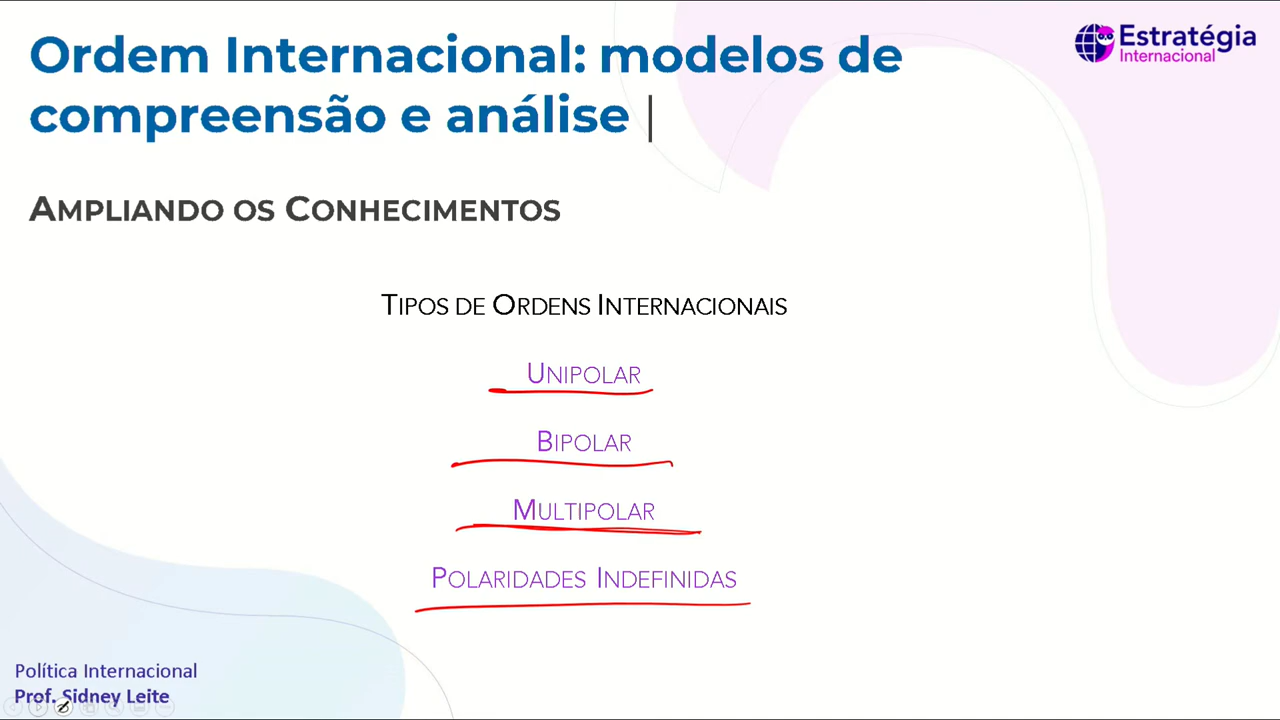 Ordem Internacional: modelos de
compreensão e análise |
Estratégia
Internacional
AMPLIANDO OS CONHECIMENTOS
TIPOS DE ORDENS INTERNACIONAIS
UNIPOLAR
BIPOLAR
MULTIPOLAR
POLARIDADES INDEFINIDAS
Política Internacional
Prof. Sidney Leite